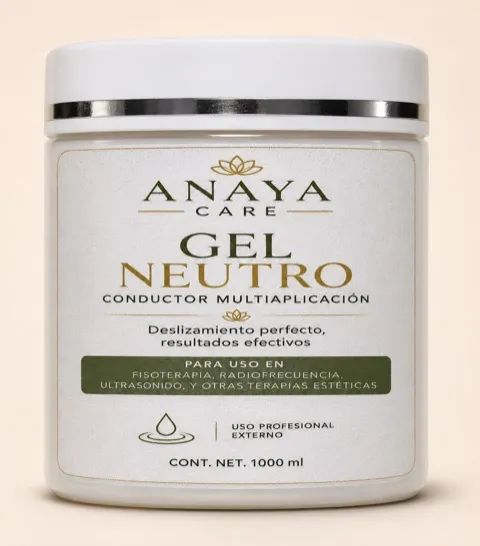 ANAYA
CARE
GEL
NEUTRO
CONDUCTOR MULTIAPLICACIÓN
Deslizamiento perfecto,
resultados efectivos
PARA USO EN
FISOTERAPIA, RADIOFRECUENCIA,
ULTRASONIDO, Y OTRAS TERAPIAS ESTÉTICAS
USO PROFESIONAL
EXTERNO
CONT. NET. 1000 ml